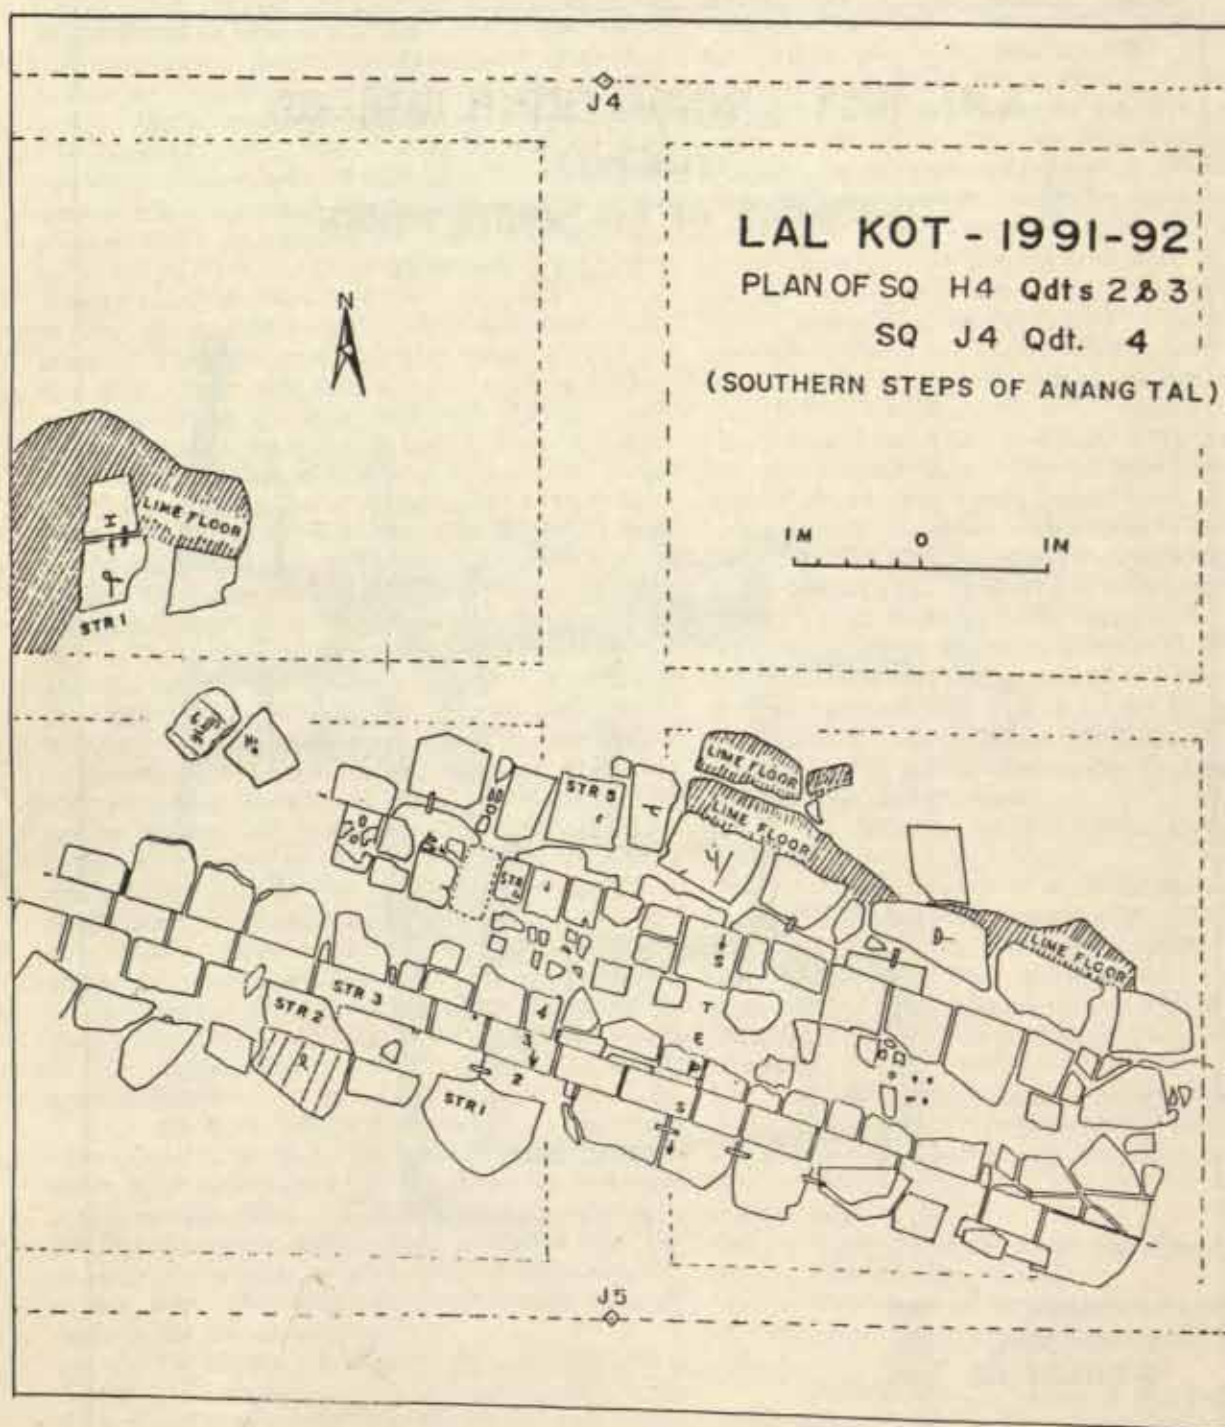 J4
LAL KOT - 1991-92
PLAN OF SQ H4 Qdts 2 & 3
SQ J4 Qdt. 4
(SOUTHERN STEPS OF ANANG TAL)
N
1M 0 1M
LIME FLOOR
STR 1
LIME FLOOR
STR 5
LIME FLOOR
STR
LIME FLOOR
STR 3
STR 2
4
3
2
STR 1
STEPS
J5